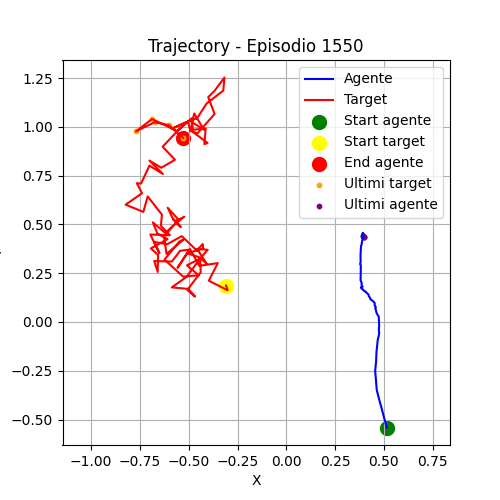 Trajectory - Episodio 1550
Agente
Target
Start agente
Start target
End agente
Ultimi target
Ultimi agente
1.25
1.00
0.75
0.50
0.25
0.00
−0.25
−0.50
−1.00 −0.75 −0.50 −0.25 0.00 0.25 0.50 0.75
X